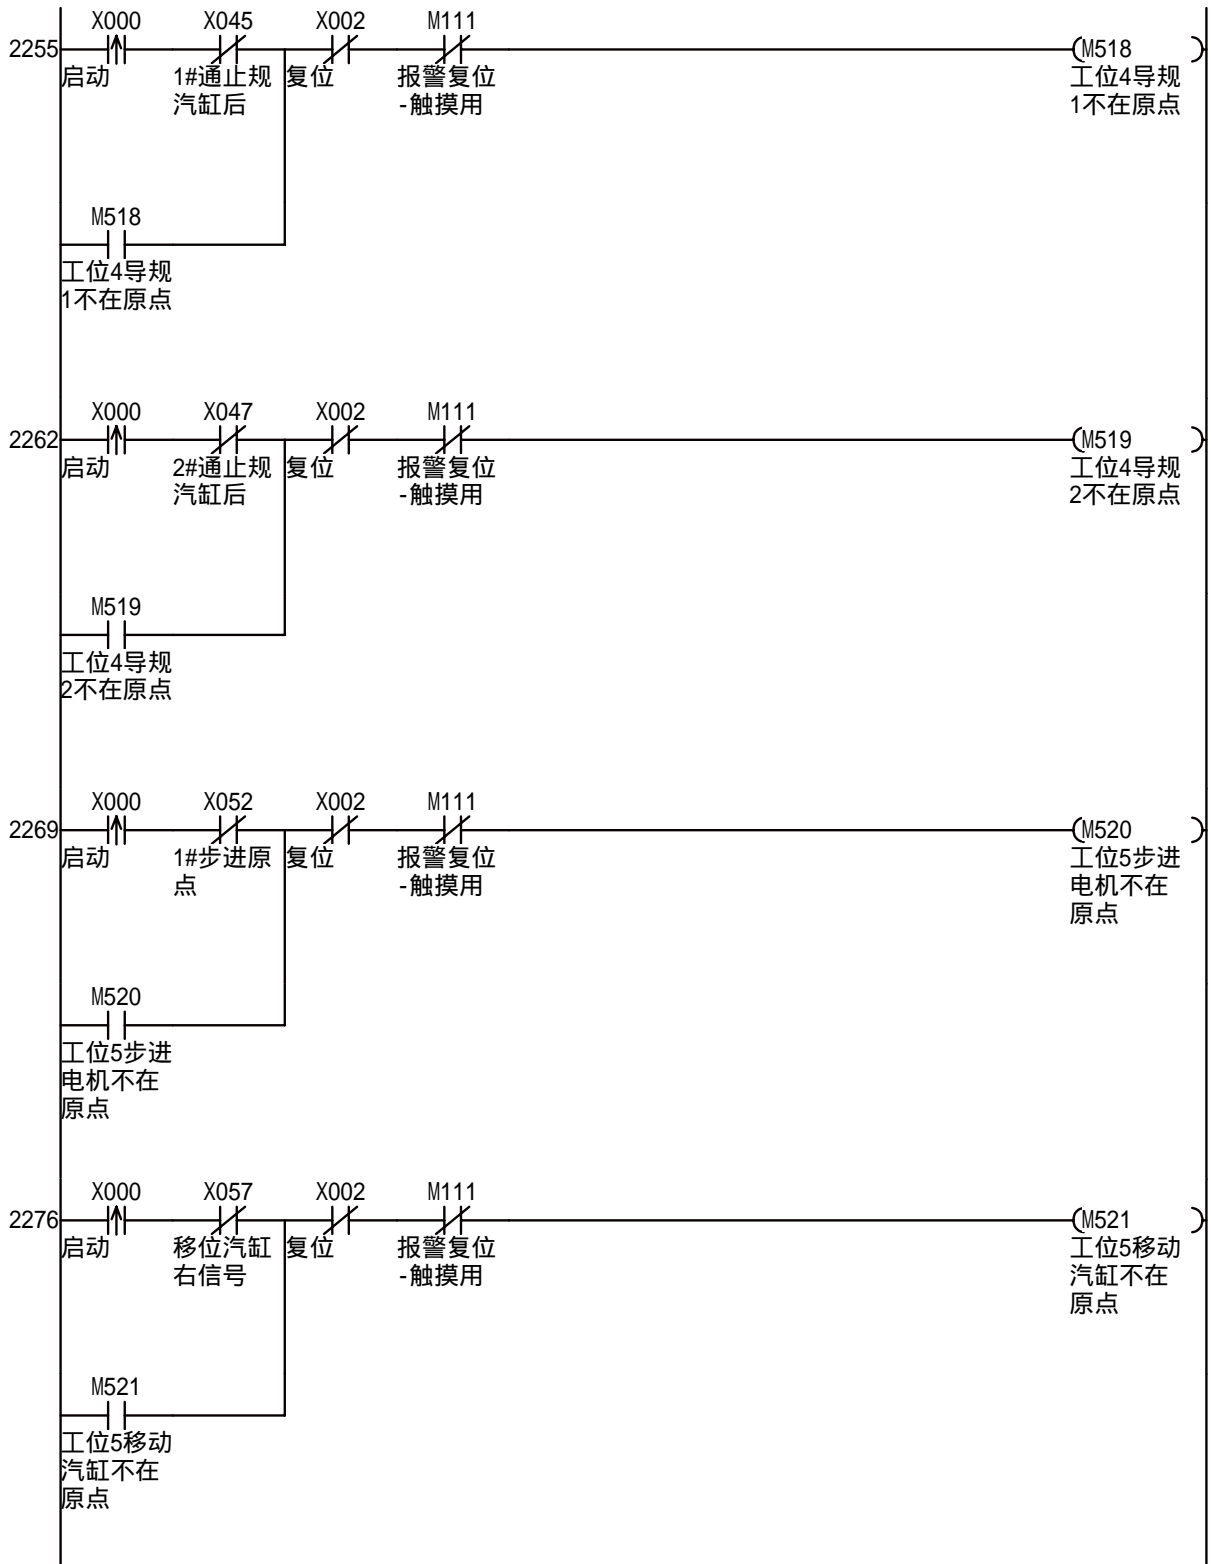 X000 X045 X002 M111
2255 (M518 )
启动 1#通止规 复位 报警复位 工位4导规
汽缸后 -触摸用 1不在原点
M518
工位4导规
1不在原点
X000 X047 X002 M111
2262 (M519 )
启动 2#通止规 复位 报警复位 工位4导规
汽缸后 -触摸用 2不在原点
M519
工位4导规
2不在原点
X000 X052 X002 M111
2269 (M520 )
启动 1#步进原 复位 报警复位 工位5步进
点 -触摸用 电机不在
原点
M520
工位5步进
电机不在
原点
X000 X057 X002 M111
2276 (M521 )
启动 移位汽缸 复位 报警复位 工位5移动
右信号 -触摸用 汽缸不在
原点
M521
工位5移动
汽缸不在
原点